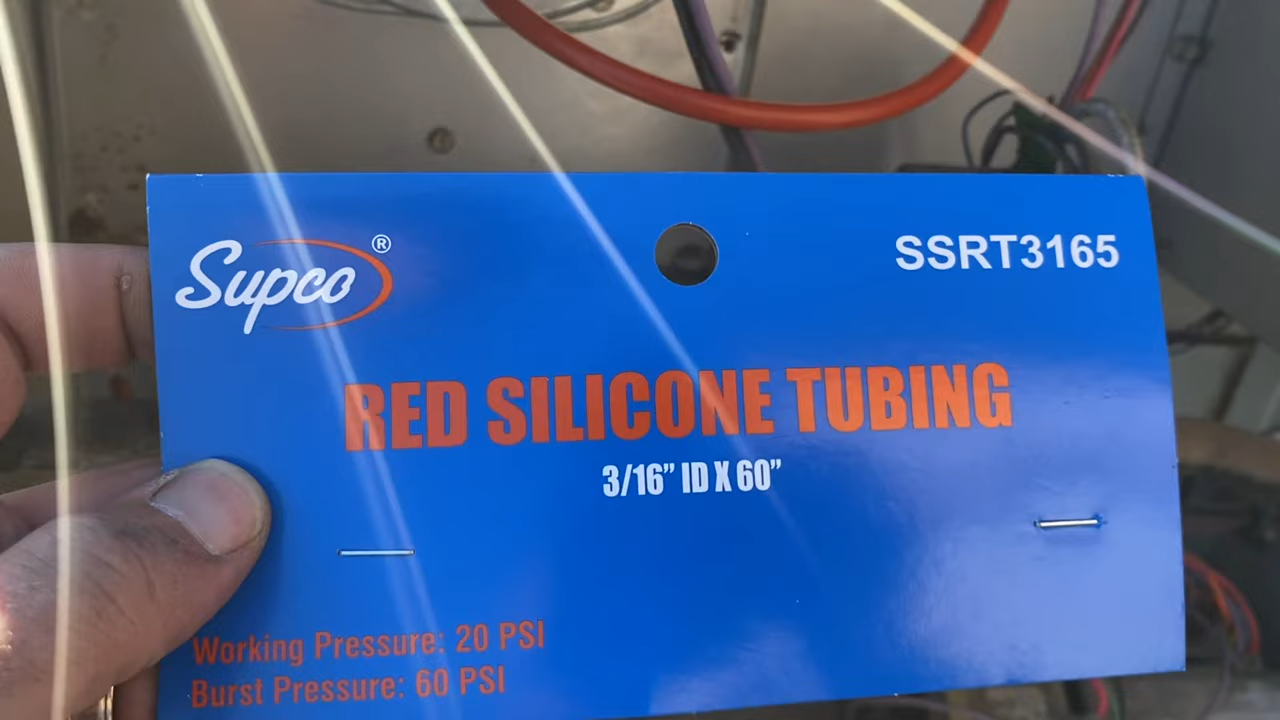 Supco®
SSRT3165
RED SILICONE TUBING
3/16” ID X 60”
Working Pressure: 20 PSI
Burst Pressure: 60 PSI